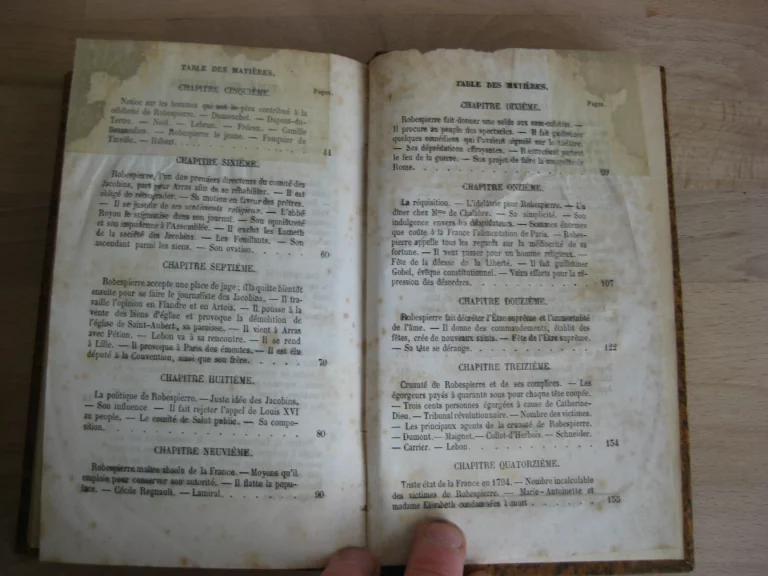 TABLE DES MATIÈRES.
CHAPITRE CINQUIÈME.
Pages.
Notice sur les hommes qui ont le plus contribué à la
célébrité de Robespierre. — Dumouchet. — Dupont-du-
Tertre. — Noël. — Lebrun. — Fréron. — Camille
Desmoulins. — Robespierre le jeune. — Fouquier de
Tinville. — Hébert. . . . . . . . . . . 44
CHAPITRE SIXIÈME.
Robespierre, l'un des premiers directeurs du comité des
Jacobins, part pour Arras afin de se réhabiliter. — Il est
obligé de rétrograder. — Sa motion en faveur des prêtres.
— Il se justifie de ses sentiments religieux. — L'abbé
Royou le stigmatise dans son journal. — Son opiniâtreté
et son impudence à l'Assemblée. — Il exclut les Lameth
de la société des Jacobins. — Les Feuillants. — Son
ascendant parmi les siens. — Son ovation. . . . . . 60
CHAPITRE SEPTIÈME.
Robespierre accepte une place de juge; il la quitte bientôt
ensuite pour se faire le journaliste des Jacobins. — Il tra-
vaille l'opinion en Flandre et en Artois. — Il pousse à la
vente des biens d'église et provoque la démolition de
l'église de Saint-Aubert, sa paroisse. — Il vient à Arras
avec Pétion. — Lebon va à sa rencontre. — Il se rend
à Lille. — Il provoque à Paris des émeutes. — Il est élu
député à la Convention, ainsi que son frère. . . . . . 70
CHAPITRE HUITIÈME.
La politique de Robespierre. — Juste idée des Jacobins.
— Son influence. — Il fait rejeter l'appel de Louis XVI
au peuple. — Le comité de Salut public. — Sa compo-
sition. . . . . . . . . . . 80
CHAPITRE NEUVIÈME.
Robespierre maître absolu de la France. — Moyens qu'il
emploie pour conserver son autorité. — Il flatte la popu-
lace. — Cécile Regnault. — Lamiral. . . . . . . 90
TABLE DES MATIÈRES.
CHAPITRE DIXIÈME.
Pages.
Robespierre fait donner une solde aux sans-culottes. —
Il procure au peuple des spectacles. — Il fait guillotiner
quelques comédiens qui l'avaient signalé sur le théâtre.
— Ses déprédations effrayantes. — Il entretient partout
le feu de la guerre. — Son projet de faire la conquête de
Rome. . . . . . . . . . . 99
CHAPITRE ONZIÈME.
La réquisition. — L'idolâtrie pour Robespierre. — Un
dîner chez Mme de Chalabre. — Sa simplicité. — Son
indulgence envers les déprédateurs. — Sommes énormes
que coûte à la France l'alimentation de Paris. — Robes-
pierre appelle tous les regards sur la médiocrité de sa
fortune. — Il veut passer pour un homme religieux. —
Fête de la déesse de la Liberté. — Il fait guillotiner
Gobel, évêque constitutionnel. — Vains efforts pour la ré-
pression des désordres. . . . . . . . . . . 107
CHAPITRE DOUZIÈME.
Robespierre fait décréter l'Être suprême et l'immortalité
de l'âme. — Il donne des commandements, établit des
fêtes, crée de nouveaux saints. — Fête de l'Être suprême.
— Sa tête se dérange. . . . . . . . . . . 122
CHAPITRE TREIZIÈME.
Cruauté de Robespierre et de ses complices. — Les
égorgeurs payés à quarante sous pour chaque tête coupée.
— Trois cents personnes égorgées à cause de Catherine-
Dieu. — Tribunal révolutionnaire. — Nombre des victimes.
— Les principaux agents de la cruauté de Robespierre.
— Dumont. — Maignet. — Collot-d'Herbois. — Schneider.
— Carrier. — Lebon. . . . . . . . . . . 134
CHAPITRE QUATORZIÈME.
Triste état de la France en 1794. — Nombre incalculable
des victimes de Robespierre. — Marie-Antoinette et
madame Elisabeth condamnées à mort. . . . . . . 155